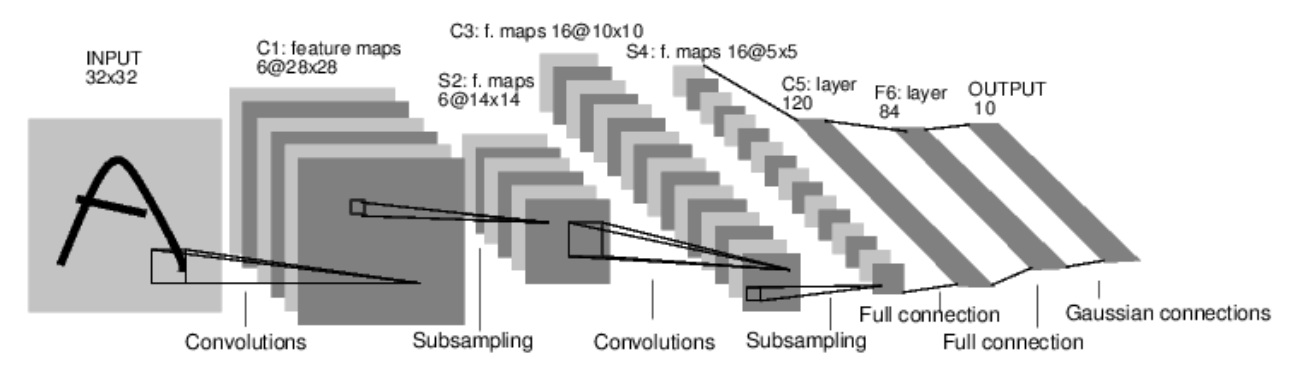 INPUT
32x32
C1: feature maps
6@28x28
S2: f. maps
6@14x14
C3: f. maps 16@10x10
S4: f. maps 16@5x5
C5: layer
120
F6: layer
84
OUTPUT
10
Convolutions
Subsampling
Convolutions
Subsampling
Full connection
Full connection
Gaussian connections
A